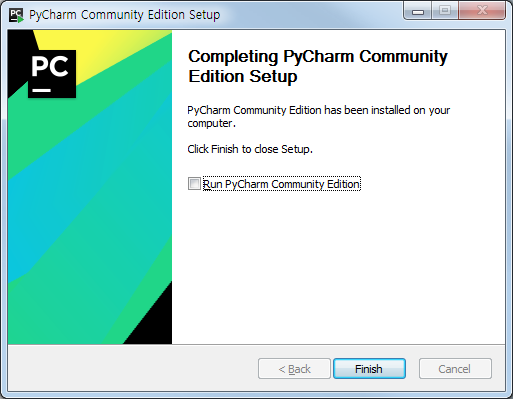 PyCharm Community Edition Setup
PC
Completing PyCharm Community
Edition Setup
PyCharm Community Edition has been installed on your
computer.
Click Finish to close Setup.
Run PyCharm Community Edition
< Back
Finish
Cancel